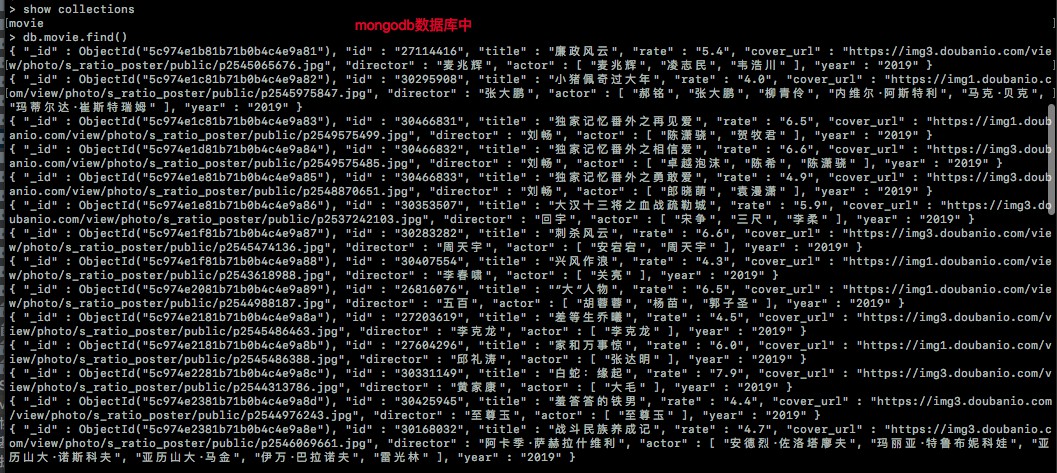 > show collections
movie
mongodb数据库中
> db.movie.find()
{ "_id" : ObjectId("5c974e1b81b71b0b4c4e9a81"), "id" : "27114416", "title" : "廉政风云", "rate" : "5.4", "cover_url" : "https://img3.doubanio.com/vie
w/photo/s_ratio_poster/public/p2545065676.jpg", "director" : "麦兆辉", "actor" : [ "麦兆辉", "凌志民", "韦浩川" ], "year" : "2019" }
{ "_id" : ObjectId("5c974e1c81b71b0b4c4e9a82"), "id" : "30295908", "title" : "小猪佩奇过大年", "rate" : "4.0", "cover_url" : "https://img1.doubanio.c
om/view/photo/s_ratio_poster/public/p2545975847.jpg", "director" : "张大鹏", "actor" : [ "郝铭", "张大鹏", "柳青伶", "内维尔·阿斯特利", "马克·贝克",
"玛蒂尔达·崔斯特瑞姆" ], "year" : "2019" }
{ "_id" : ObjectId("5c974e1c81b71b0b4c4e9a83"), "id" : "30466831", "title" : "独家记忆番外之再见爱", "rate" : "6.5", "cover_url" : "https://img1.doub
anio.com/view/photo/s_ratio_poster/public/p2549575499.jpg", "director" : "刘畅", "actor" : [ "陈潇骁", "贺牧君" ], "year" : "2019" }
{ "_id" : ObjectId("5c974e1d81b71b0b4c4e9a84"), "id" : "30466832", "title" : "独家记忆番外之相信爱", "rate" : "6.6", "cover_url" : "https://img3.doub
anio.com/view/photo/s_ratio_poster/public/p2549575485.jpg", "director" : "刘畅", "actor" : [ "卓越泡沫", "陈希", "陈潇骁" ], "year" : "2019" }
{ "_id" : ObjectId("5c974e1e81b71b0b4c4e9a85"), "id" : "30466833", "title" : "独家记忆番外之勇敢爱", "rate" : "4.9", "cover_url" : "https://img3.doub
anio.com/view/photo/s_ratio_poster/public/p2548870651.jpg", "director" : "刘畅", "actor" : [ "郎晓萌", "袁漫潇" ], "year" : "2019" }
{ "_id" : ObjectId("5c974e1e81b71b0b4c4e9a86"), "id" : "30353507", "title" : "大汉十三将之血战疏勒城", "rate" : "5.9", "cover_url" : "https://img3.do
ubanio.com/view/photo/s_ratio_poster/public/p2537242103.jpg", "director" : "回宇", "actor" : [ "宋争", "三尺", "李柔" ], "year" : "2019" }
{ "_id" : ObjectId("5c974e1f81b71b0b4c4e9a87"), "id" : "30283282", "title" : "刺杀风云", "rate" : "6.6", "cover_url" : "https://img3.doubanio.com/vie
w/photo/s_ratio_poster/public/p2545474136.jpg", "director" : "周天宇", "actor" : [ "安宕宕", "周天宇" ], "year" : "2019" }
{ "_id" : ObjectId("5c974e1f81b71b0b4c4e9a88"), "id" : "30407554", "title" : "兴风作浪", "rate" : "4.3", "cover_url" : "https://img1.doubanio.com/vie
w/photo/s_ratio_poster/public/p2543618988.jpg", "director" : "李春啸", "actor" : [ "关亮" ], "year" : "2019" }
{ "_id" : ObjectId("5c974e2081b71b0b4c4e9a89"), "id" : "26816076", "title" : "“大”人物", "rate" : "6.5", "cover_url" : "https://img1.doubanio.com/vie
w/photo/s_ratio_poster/public/p2544988187.jpg", "director" : "五百", "actor" : [ "胡蓉蓉", "杨苗", "郭子圣" ], "year" : "2019" }
{ "_id" : ObjectId("5c974e2181b71b0b4c4e9a8a"), "id" : "27203619", "title" : "差等生乔曦", "rate" : "4.5", "cover_url" : "https://img3.doubanio.com/v
iew/photo/s_ratio_poster/public/p2545486463.jpg", "director" : "李克龙", "actor" : [ "李克龙" ], "year" : "2019" }
{ "_id" : ObjectId("5c974e2181b71b0b4c4e9a8b"), "id" : "27604296", "title" : "家和万事惊", "rate" : "6.0", "cover_url" : "https://img1.doubanio.com/v
iew/photo/s_ratio_poster/public/p2545486388.jpg", "director" : "邱礼涛", "actor" : [ "张达明" ], "year" : "2019" }
{ "_id" : ObjectId("5c974e2281b71b0b4c4e9a8c"), "id" : "30331149", "title" : "白蛇：缘起", "rate" : "7.9", "cover_url" : "https://img3.doubanio.com/v
iew/photo/s_ratio_poster/public/p2544313786.jpg", "director" : "黄家康", "actor" : [ "大毛" ], "year" : "2019" }
{ "_id" : ObjectId("5c974e2381b71b0b4c4e9a8d"), "id" : "30425945", "title" : "羞答答的铁男", "rate" : "4.4", "cover_url" : "https://img3.doubanio.com
/view/photo/s_ratio_poster/public/p2544976243.jpg", "director" : "至尊玉", "actor" : [ "至尊玉" ], "year" : "2019" }
{ "_id" : ObjectId("5c974e2381b71b0b4c4e9a8e"), "id" : "30168032", "title" : "战斗民族养成记", "rate" : "4.7", "cover_url" : "https://img3.doubanio.c
om/view/photo/s_ratio_poster/public/p2546069661.jpg", "director" : "阿卡季·萨赫拉什维利", "actor" : [ "安德烈·佐洛塔廖夫", "玛丽亚·特鲁布妮科娃", "亚
历山大·诺斯科夫", "亚历山大·马金", "伊万·巴拉诺夫", "雷光林" ], "year" : "2019" }